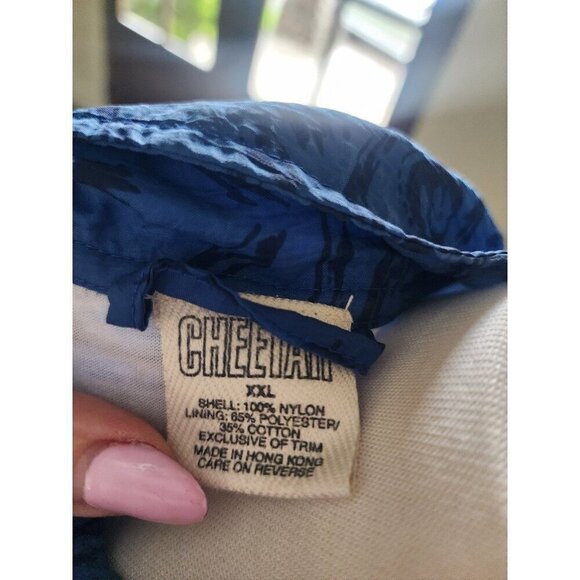 CHEETAH
XXL
SHELL: 100% NYLON
LINING: 65% POLYESTER/
35% COTTON
EXCLUSIVE OF TRIM
MADE IN HONG KONG
CARE ON REVERSE